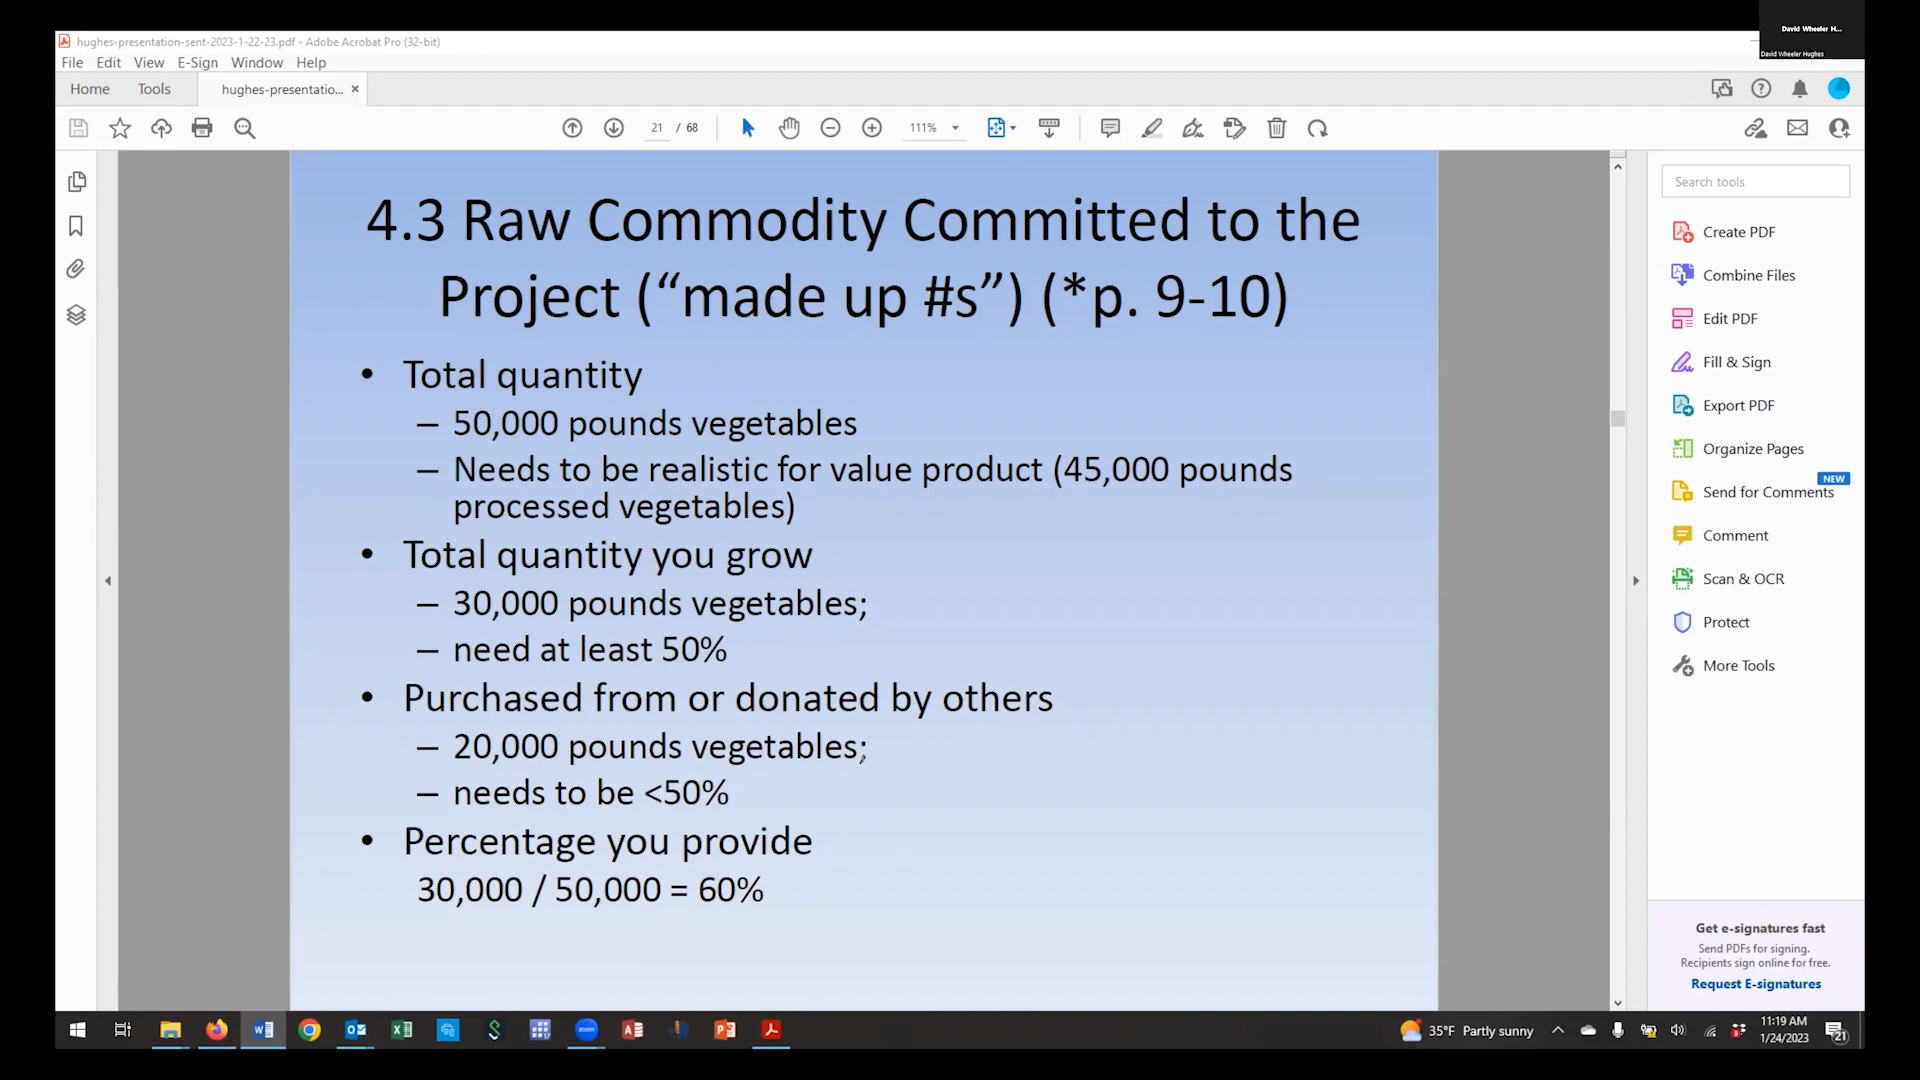 David Wheeler H...
David Wheeler Hughes
hughes-presentation-sent-2023-1-22-23.pdf - Adobe Acrobat Pro (32-bit)
File Edit View E-Sign Window Help
Home Tools hughes-presentatio... ×
21 / 68 111%
Search tools
4.3 Raw Commodity Committed to the
Project (“made up #s”) (*p. 9-10)
• Total quantity
– 50,000 pounds vegetables
– Needs to be realistic for value product (45,000 pounds
processed vegetables)
• Total quantity you grow
– 30,000 pounds vegetables;
– need at least 50%
• Purchased from or donated by others
– 20,000 pounds vegetables;
– needs to be <50%
• Percentage you provide
30,000 / 50,000 = 60%
Create PDF
Combine Files
Edit PDF
Fill & Sign
Export PDF
Organize Pages
NEW
Send for Comments
Comment
Scan & OCR
Protect
More Tools
Get e-signatures fast
Send PDFs for signing.
Recipients sign online for free.
Request E-signatures
zoom
35°F Partly sunny
11:19 AM
1/24/2023
21